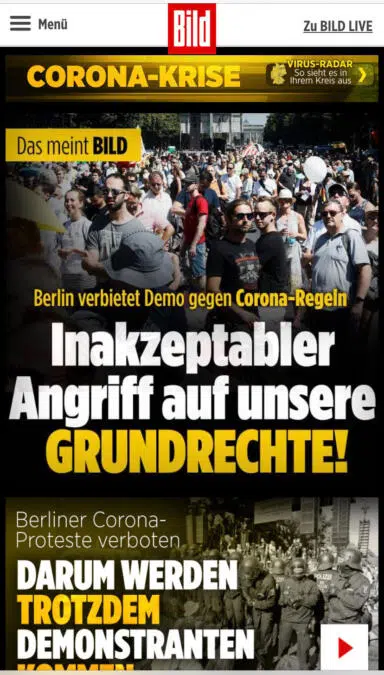 Menü
Bild
Zu BILD LIVE
CORONA-KRISE
VIRUS-RADAR
So sieht es in
Ihrem Kreis aus
Das meint BILD
Berlin verbietet Demo gegen Corona-Regeln
Inakzeptabler
Angriff auf unsere
GRUNDRECHTE!
Berliner Corona-
Proteste verboten
DARUM WERDEN
TROTZDEM
DEMONSTRANTEN
KOMMEN
POLIZEI